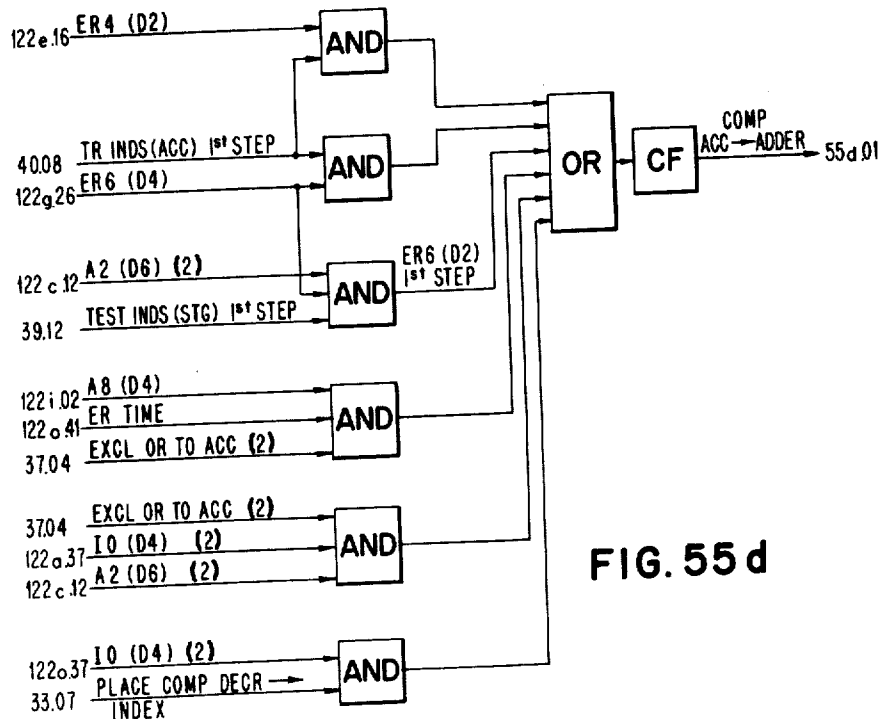 122e.16 ER4 (D2)
AND
40.08 TR INDS (ACC) 1st STEP
122g.26 ER6 (D4)
AND
122c.12 A2 (D6) (2)
39.12 TEST INDS (STG) 1st STEP
AND
ER6 (D2)
1st STEP
122i.02 A8 (D4)
122o.41 ER TIME
37.04 EXCL OR TO ACC (2)
AND
37.04 EXCL OR TO ACC (2)
122a.37 I0 (D4) (2)
122c.12 A2 (D6) (2)
AND
122o.37 I0 (D4) (2)
33.07 PLACE COMP DECR →
INDEX
AND
OR
CF
COMP
ACC → ADDER
55d.01
FIG. 55d